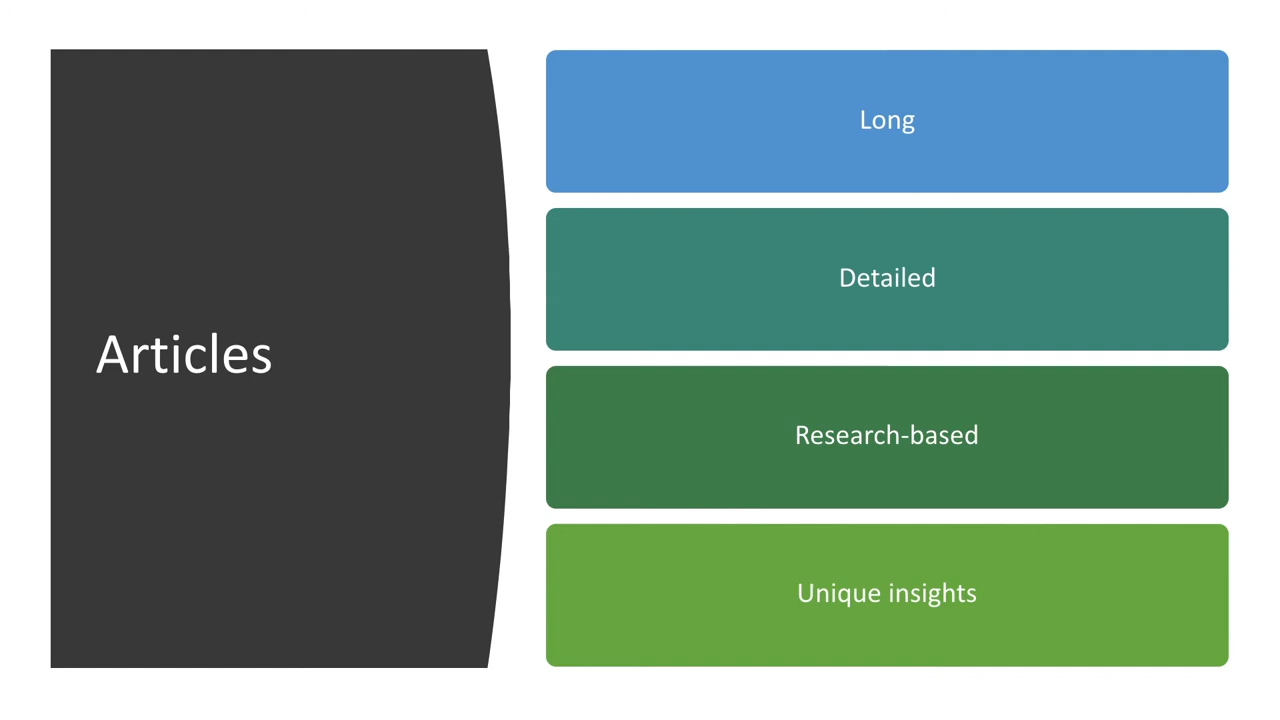 Articles
Long
Detailed
Research-based
Unique insights